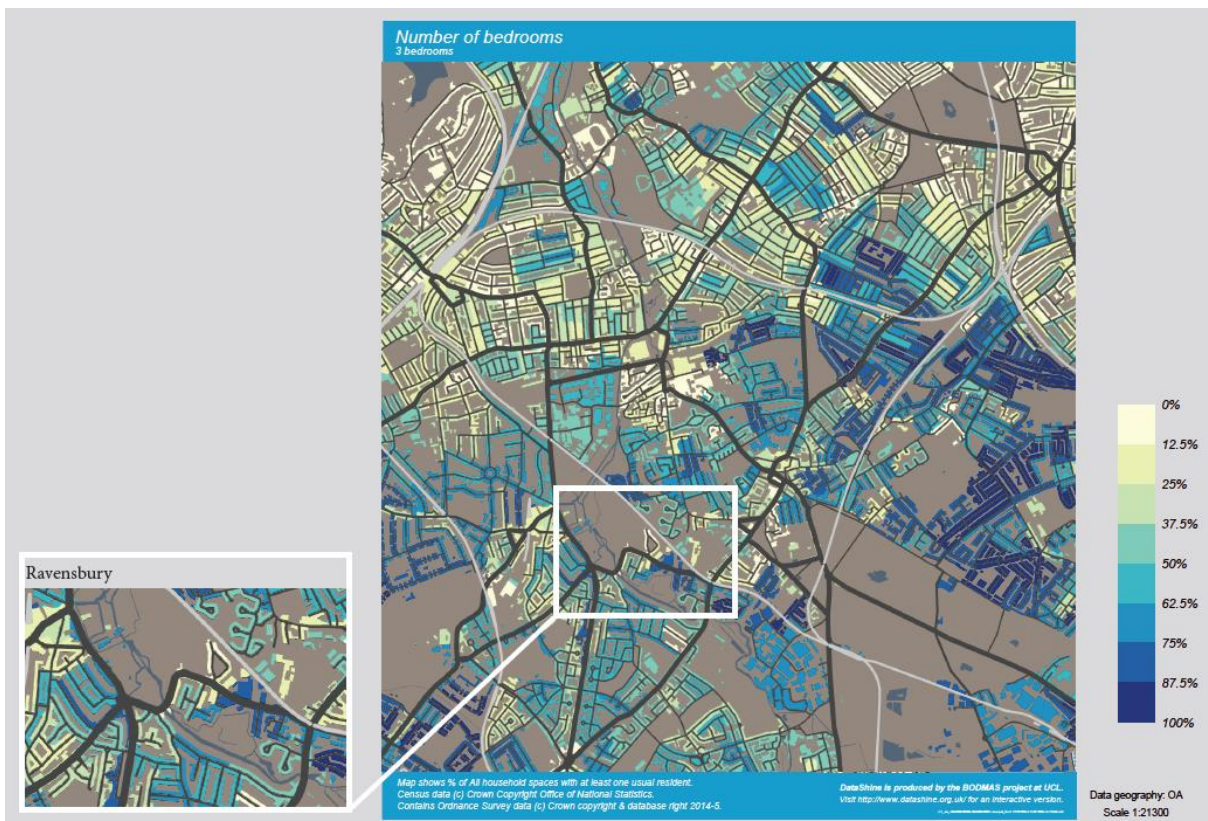 Number of bedrooms
3 bedrooms
Ravensbury
0%
12.5%
25%
37.5%
50%
62.5%
75%
87.5%
100%
Map shows % of All household spaces with at least one usual resident.
Census data (c) Crown Copyright Office of National Statistics.
Contains Ordnance Survey data (c) Crown copyright & database right 2014-5.
DataShine is produced by the BODMAS project at UCL.
Visit http://www.datashine.org.uk/ for an interactive version.
Data geography: OA
Scale 1:21300